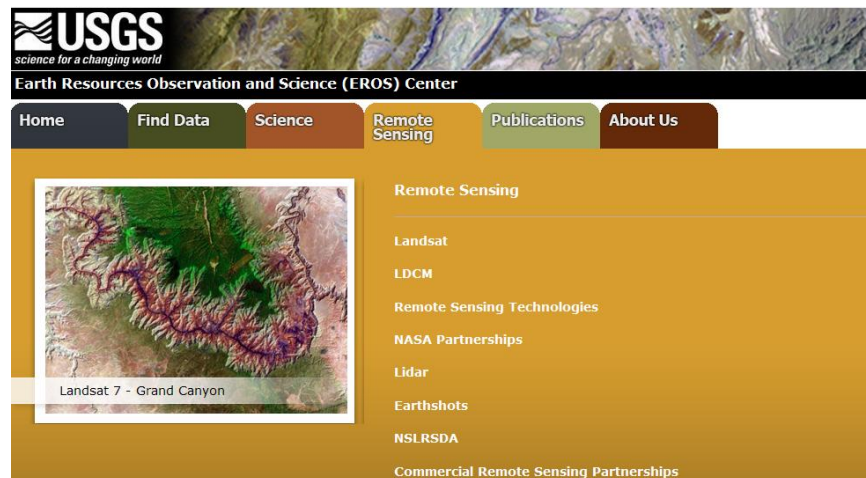 USGS
science for a changing world
Earth Resources Observation and Science (EROS) Center
Home
Find Data
Science
Remote
Sensing
Publications
About Us
Remote Sensing
Landsat
LDCM
Remote Sensing Technologies
NASA Partnerships
Lidar
Earthshots
NSLRSDA
Commercial Remote Sensing Partnerships
Landsat 7 - Grand Canyon